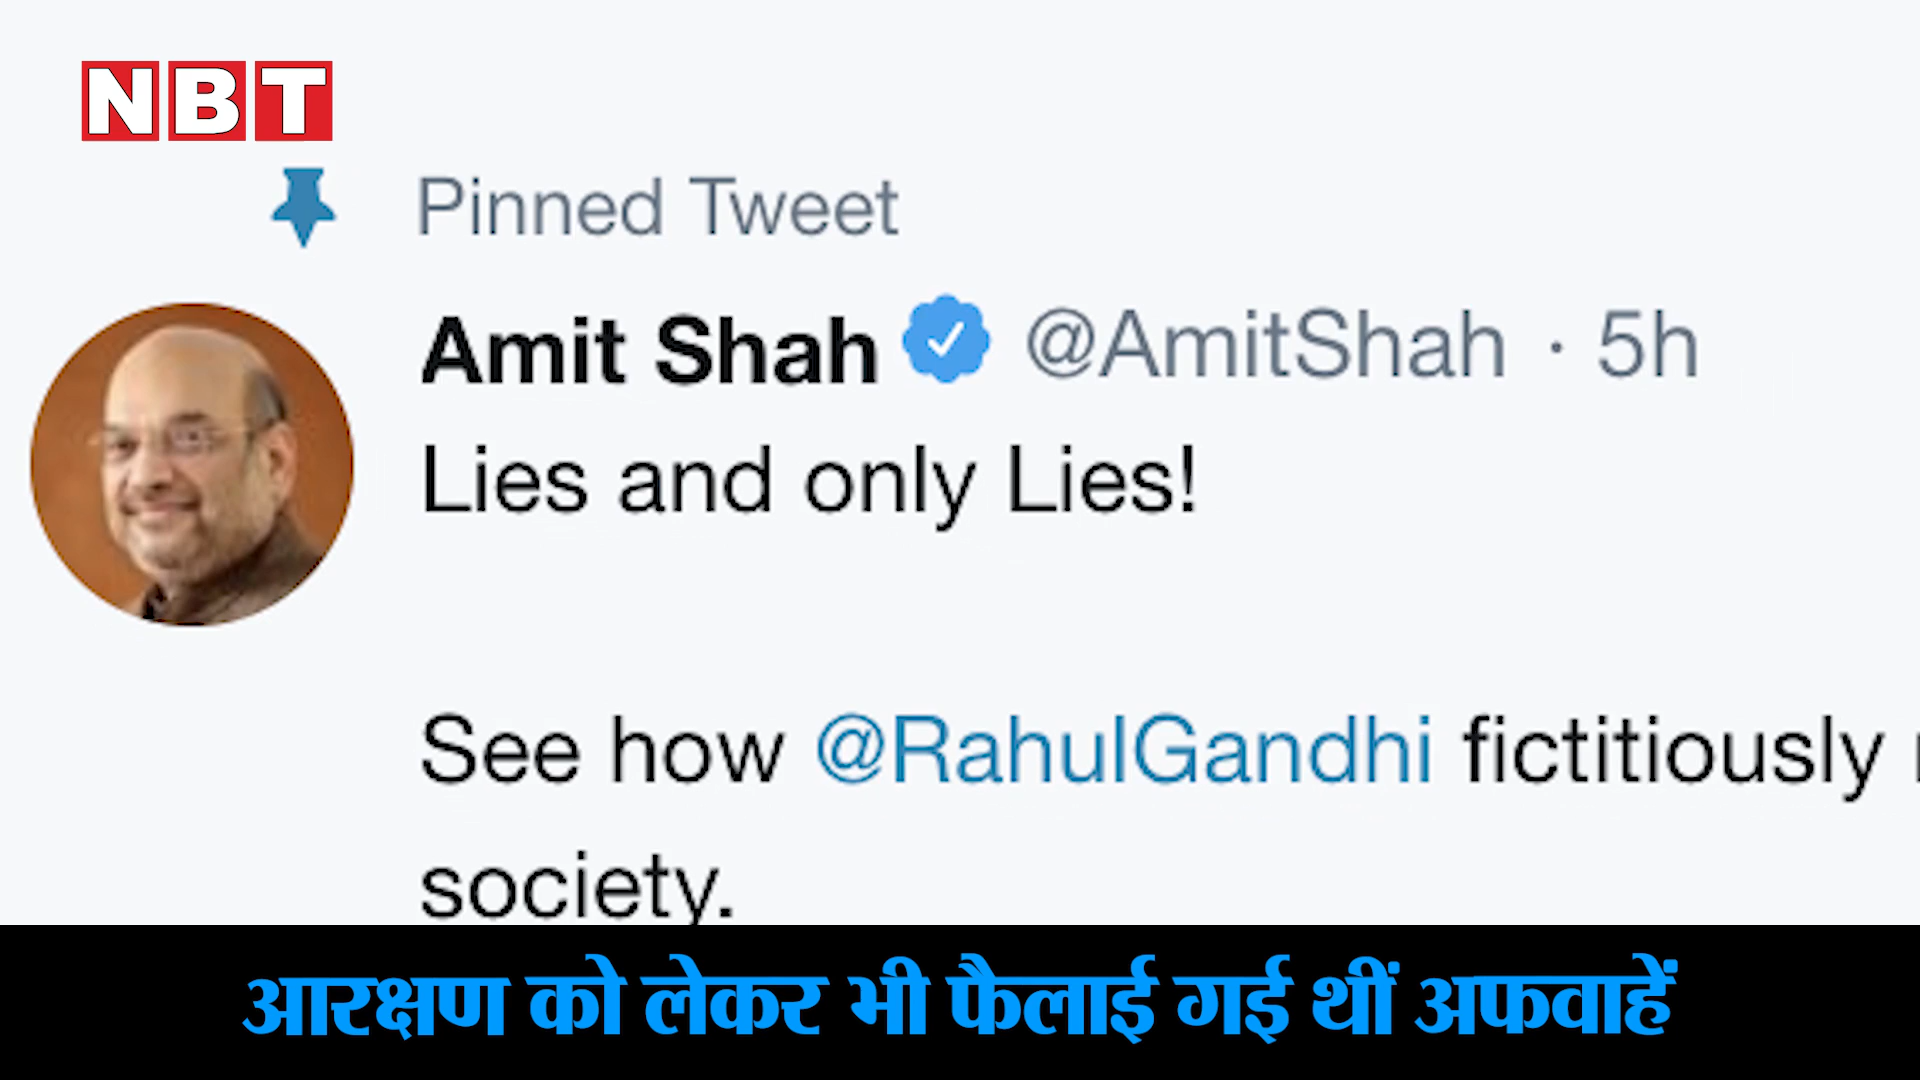 NBT
Pinned Tweet
Amit Shah @AmitShah · 5h
Lies and only Lies!
See how @RahulGandhi fictitiously
society.
आरक्षण को लेकर भी फैलाई गई थीं अफवाहें